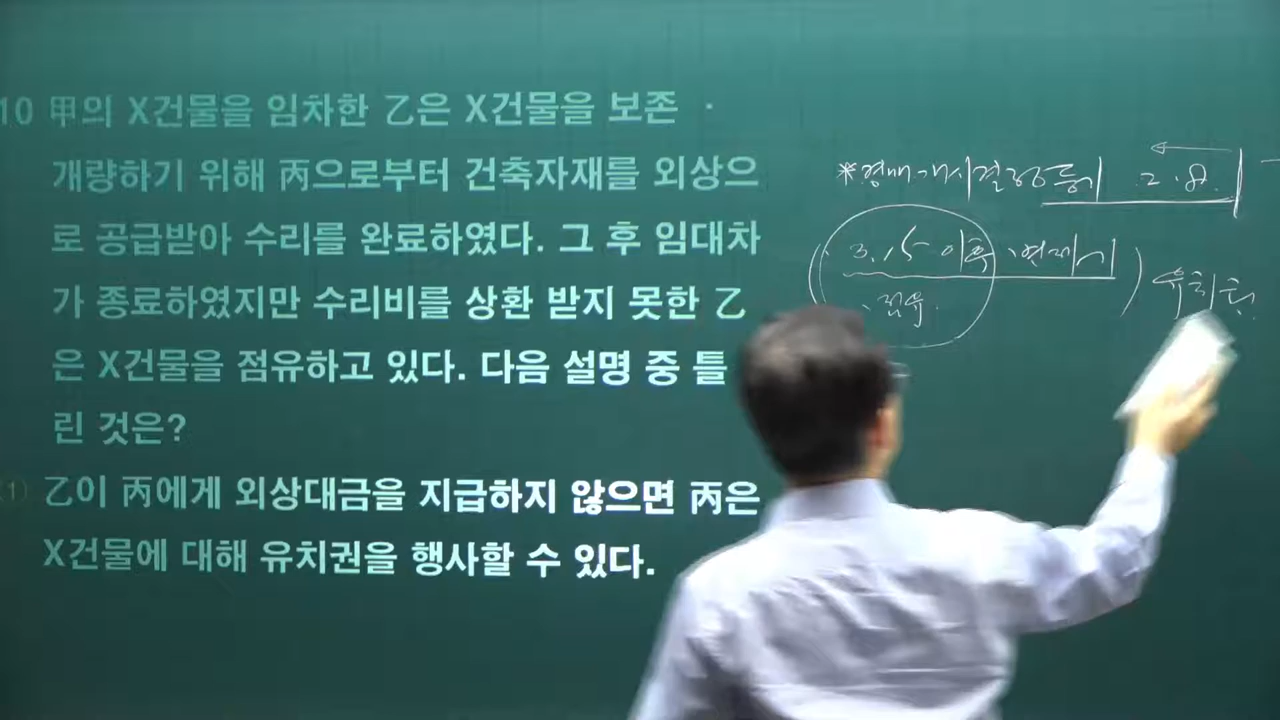 10 甲의 X건물을 임차한 乙은 X건물을 보존 ·
개량하기 위해 丙으로부터 건축자재를 외상으
로 공급받아 수리를 완료하였다. 그 후 임대차
가 종료하였지만 수리비를 상환 받지 못한 乙
은 X건물을 점유하고 있다. 다음 설명 중 틀
린 것은?
(1) 乙이 丙에게 외상대금을 지급하지 않으면 丙은
X건물에 대해 유치권을 행사할 수 있다.
*경매개시결정등기 2.8.
3.15 이후 변제기
점유
유치권